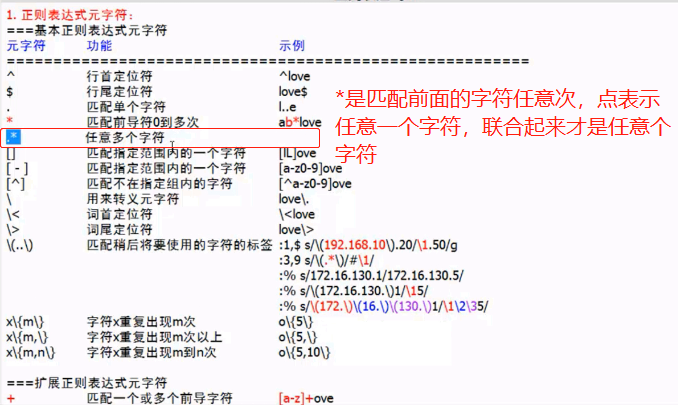 1. 正则表达式元字符:
===基本正则表达式元字符
元字符 功能 示例
=========================================================
^ 行首定位符 ^love
$ 行尾定位符 love$
. 匹配单个字符 l..e
* 匹配前导符0到多次 ab*love
.* 任意多个字符
[] 匹配指定范围内的一个字符 [lL]ove
[ - ] 匹配指定范围内的一个字符 [a-z0-9]ove
[^] 匹配不在指定组内的字符 [^a-z0-9]ove
\ 用来转义元字符 love\.
\< 词首定位符 \<love
\> 词尾定位符 love\>
\(..\) 匹配稍后将要使用的字符的标签 :1,$ s/\(192.168.10\).20/\1.50/g
:3,9 s/\(.*\)/#\1/
:% s/172.16.130.1/172.16.130.5/
:% s/\(172.16.130.\)1/\15/
:% s/\(172.\)\(16.\)\(130.\)1/\1\2\35/
x\{m\} 字符x重复出现m次 o\{5\}
x\{m,\} 字符x重复出现m次以上 o\{5,\}
x\{m,n\} 字符x重复出现m到n次 o\{5,10\}
===扩展正则表达式元字符
+ 匹配一个或多个前导字符 [a-z]+ove
*是匹配前面的字符任意次，点表示
任意一个字符，联合起来才是任意个
字符